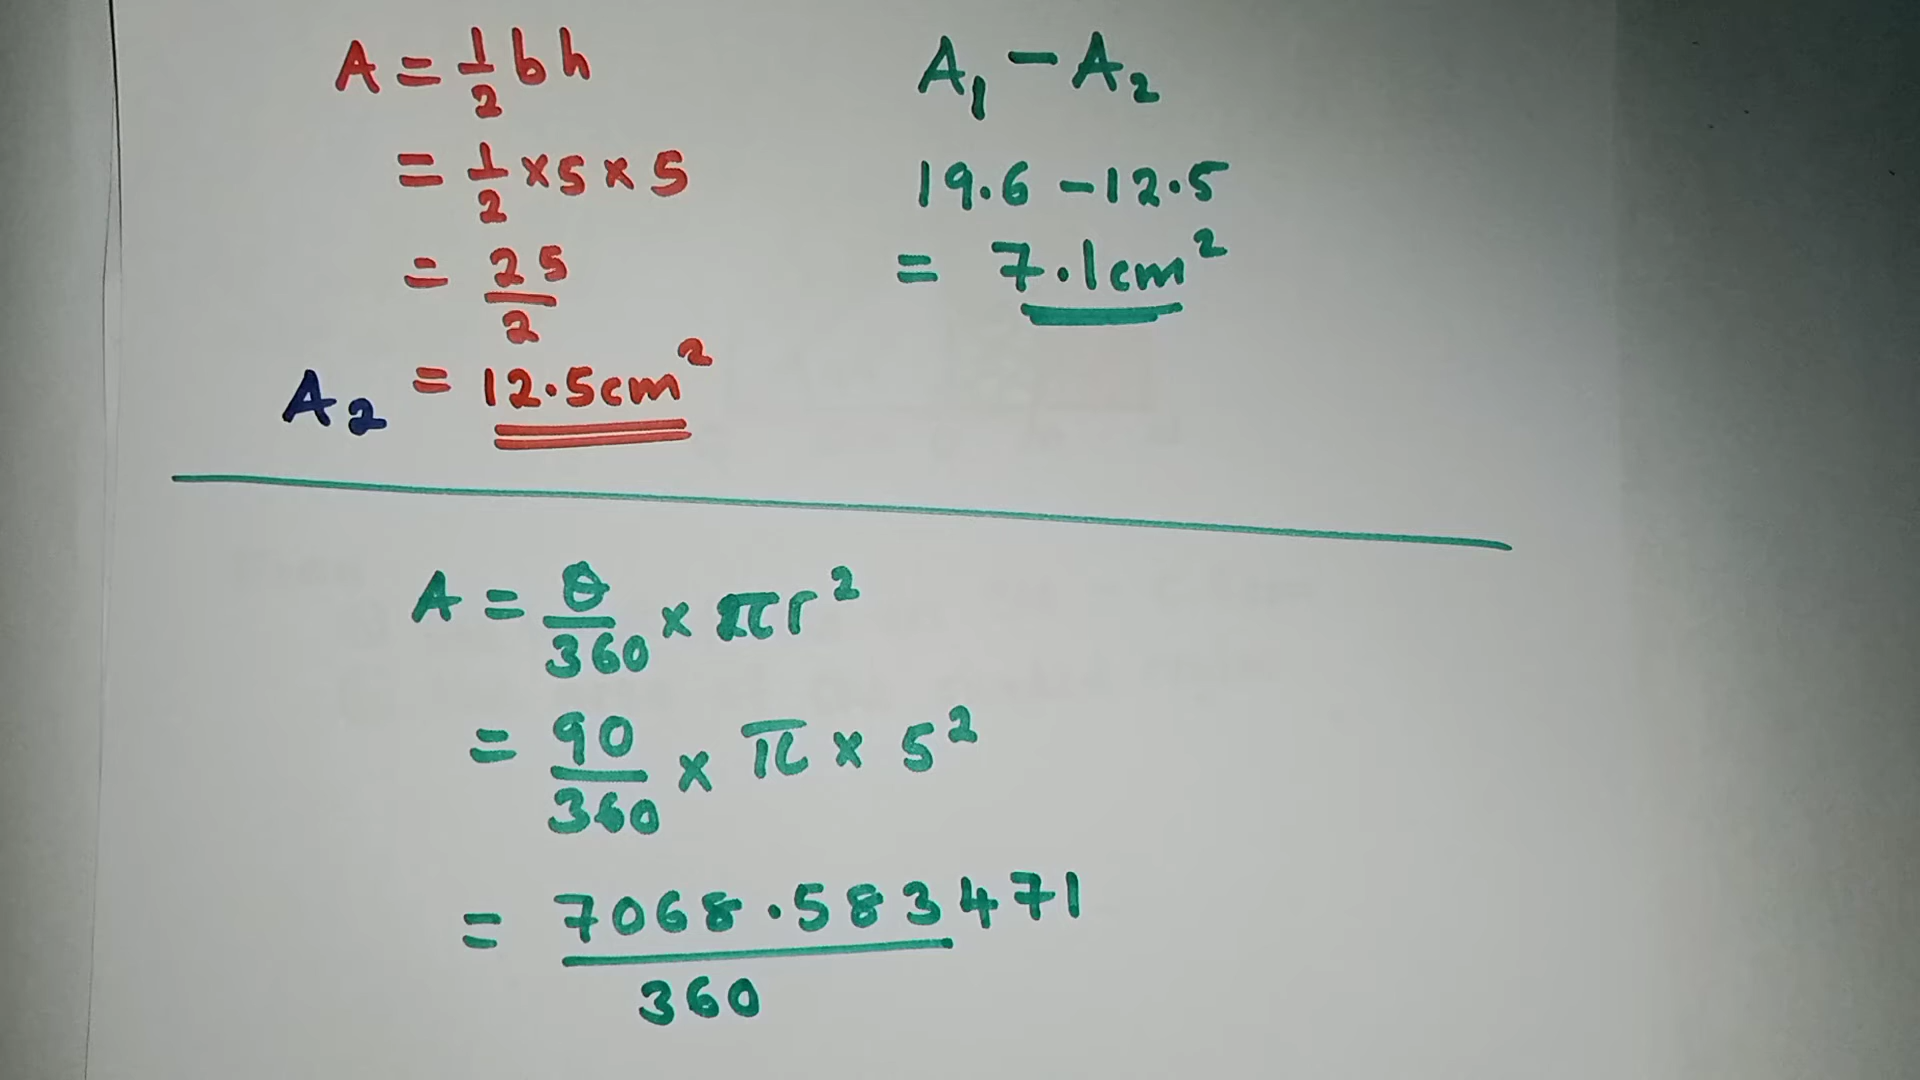 A = 1/2 bh
= 1/2 × 5 × 5
= 25/2
A2 = 12.5cm²
A₁ - A₂
19.6 - 12.5
= 7.1cm²
A = θ/360 × πr²
= 90/360 × π × 5²
= 7068.583471/360